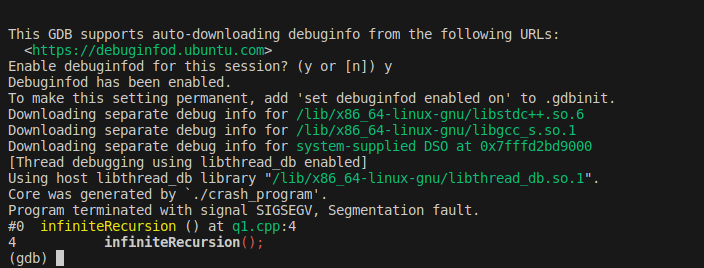 This GDB supports auto-downloading debuginfo from the following URLs:
  <https://debuginfod.ubuntu.com>
Enable debuginfod for this session? (y or [n]) y
Debuginfod has been enabled.
To make this setting permanent, add 'set debuginfod enabled on' to .gdbinit.
Downloading separate debug info for /lib/x86_64-linux-gnu/libstdc++.so.6
Downloading separate debug info for /lib/x86_64-linux-gnu/libgcc_s.so.1
Downloading separate debug info for system-supplied DSO at 0x7fffd2bd9000
[Thread debugging using libthread_db enabled]
Using host libthread_db library "/lib/x86_64-linux-gnu/libthread_db.so.1".
Core was generated by `./crash_program'.
Program terminated with signal SIGSEGV, Segmentation fault.
#0  infiniteRecursion () at q1.cpp:4
4           infiniteRecursion();
(gdb)